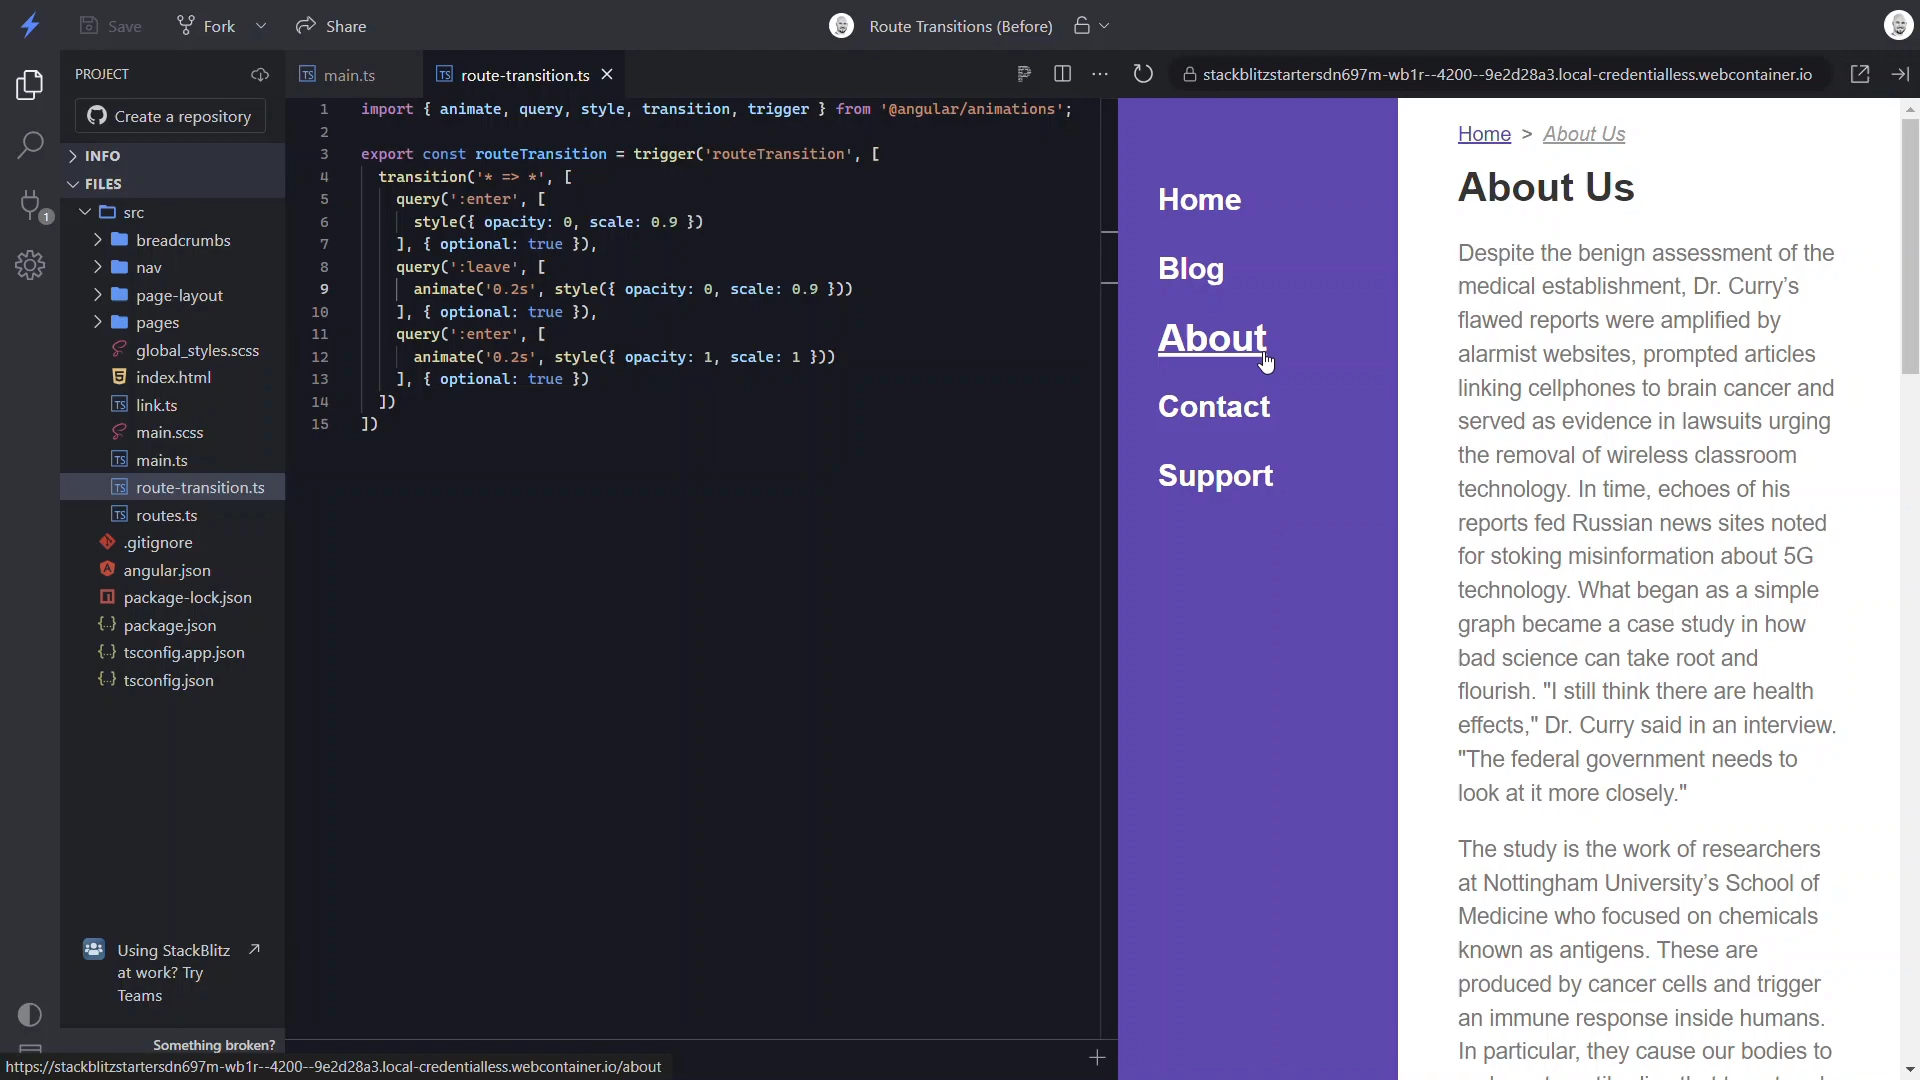 Save
Fork
Share
Route Transitions (Before)
PROJECT
Create a repository
INFO
FILES
src
breadcrumbs
nav
page-layout
pages
global_styles.scss
index.html
link.ts
main.scss
main.ts
route-transition.ts
routes.ts
.gitignore
angular.json
package-lock.json
package.json
tsconfig.app.json
tsconfig.json
1
Using StackBlitz
at work? Try
Teams
Something broken?
https://stackblitzstartersdn697m-wb1r--4200--9e2d28a3.local-credentialless.webcontainer.io/about
main.ts
route-transition.ts
1 import { animate, query, style, transition, trigger } from '@angular/animations';
2
3 export const routeTransition = trigger('routeTransition', [
4 transition('* => *', [
5 query(':enter', [
6 style({ opacity: 0, scale: 0.9 })
7 ], { optional: true }),
8 query(':leave', [
9 animate('0.2s', style({ opacity: 0, scale: 0.9 }))
10 ], { optional: true }),
11 query(':enter', [
12 animate('0.2s', style({ opacity: 1, scale: 1 }))
13 ], { optional: true })
14 ])
15 ])
stackblitzstartersdn697m-wb1r--4200--9e2d28a3.local-credentialless.webcontainer.io
Home
Blog
About
Contact
Support
Home > About Us
About Us
Despite the benign assessment of the
medical establishment, Dr. Curry’s
flawed reports were amplified by
alarmist websites, prompted articles
linking cellphones to brain cancer and
served as evidence in lawsuits urging
the removal of wireless classroom
technology. In time, echoes of his
reports fed Russian news sites noted
for stoking misinformation about 5G
technology. What began as a simple
graph became a case study in how
bad science can take root and
flourish. "I still think there are health
effects," Dr. Curry said in an interview.
"The federal government needs to
look at it more closely."
The study is the work of researchers
at Nottingham University’s School of
Medicine who focused on chemicals
known as antigens. These are
produced by cancer cells and trigger
an immune response inside humans.
In particular, they cause our bodies to